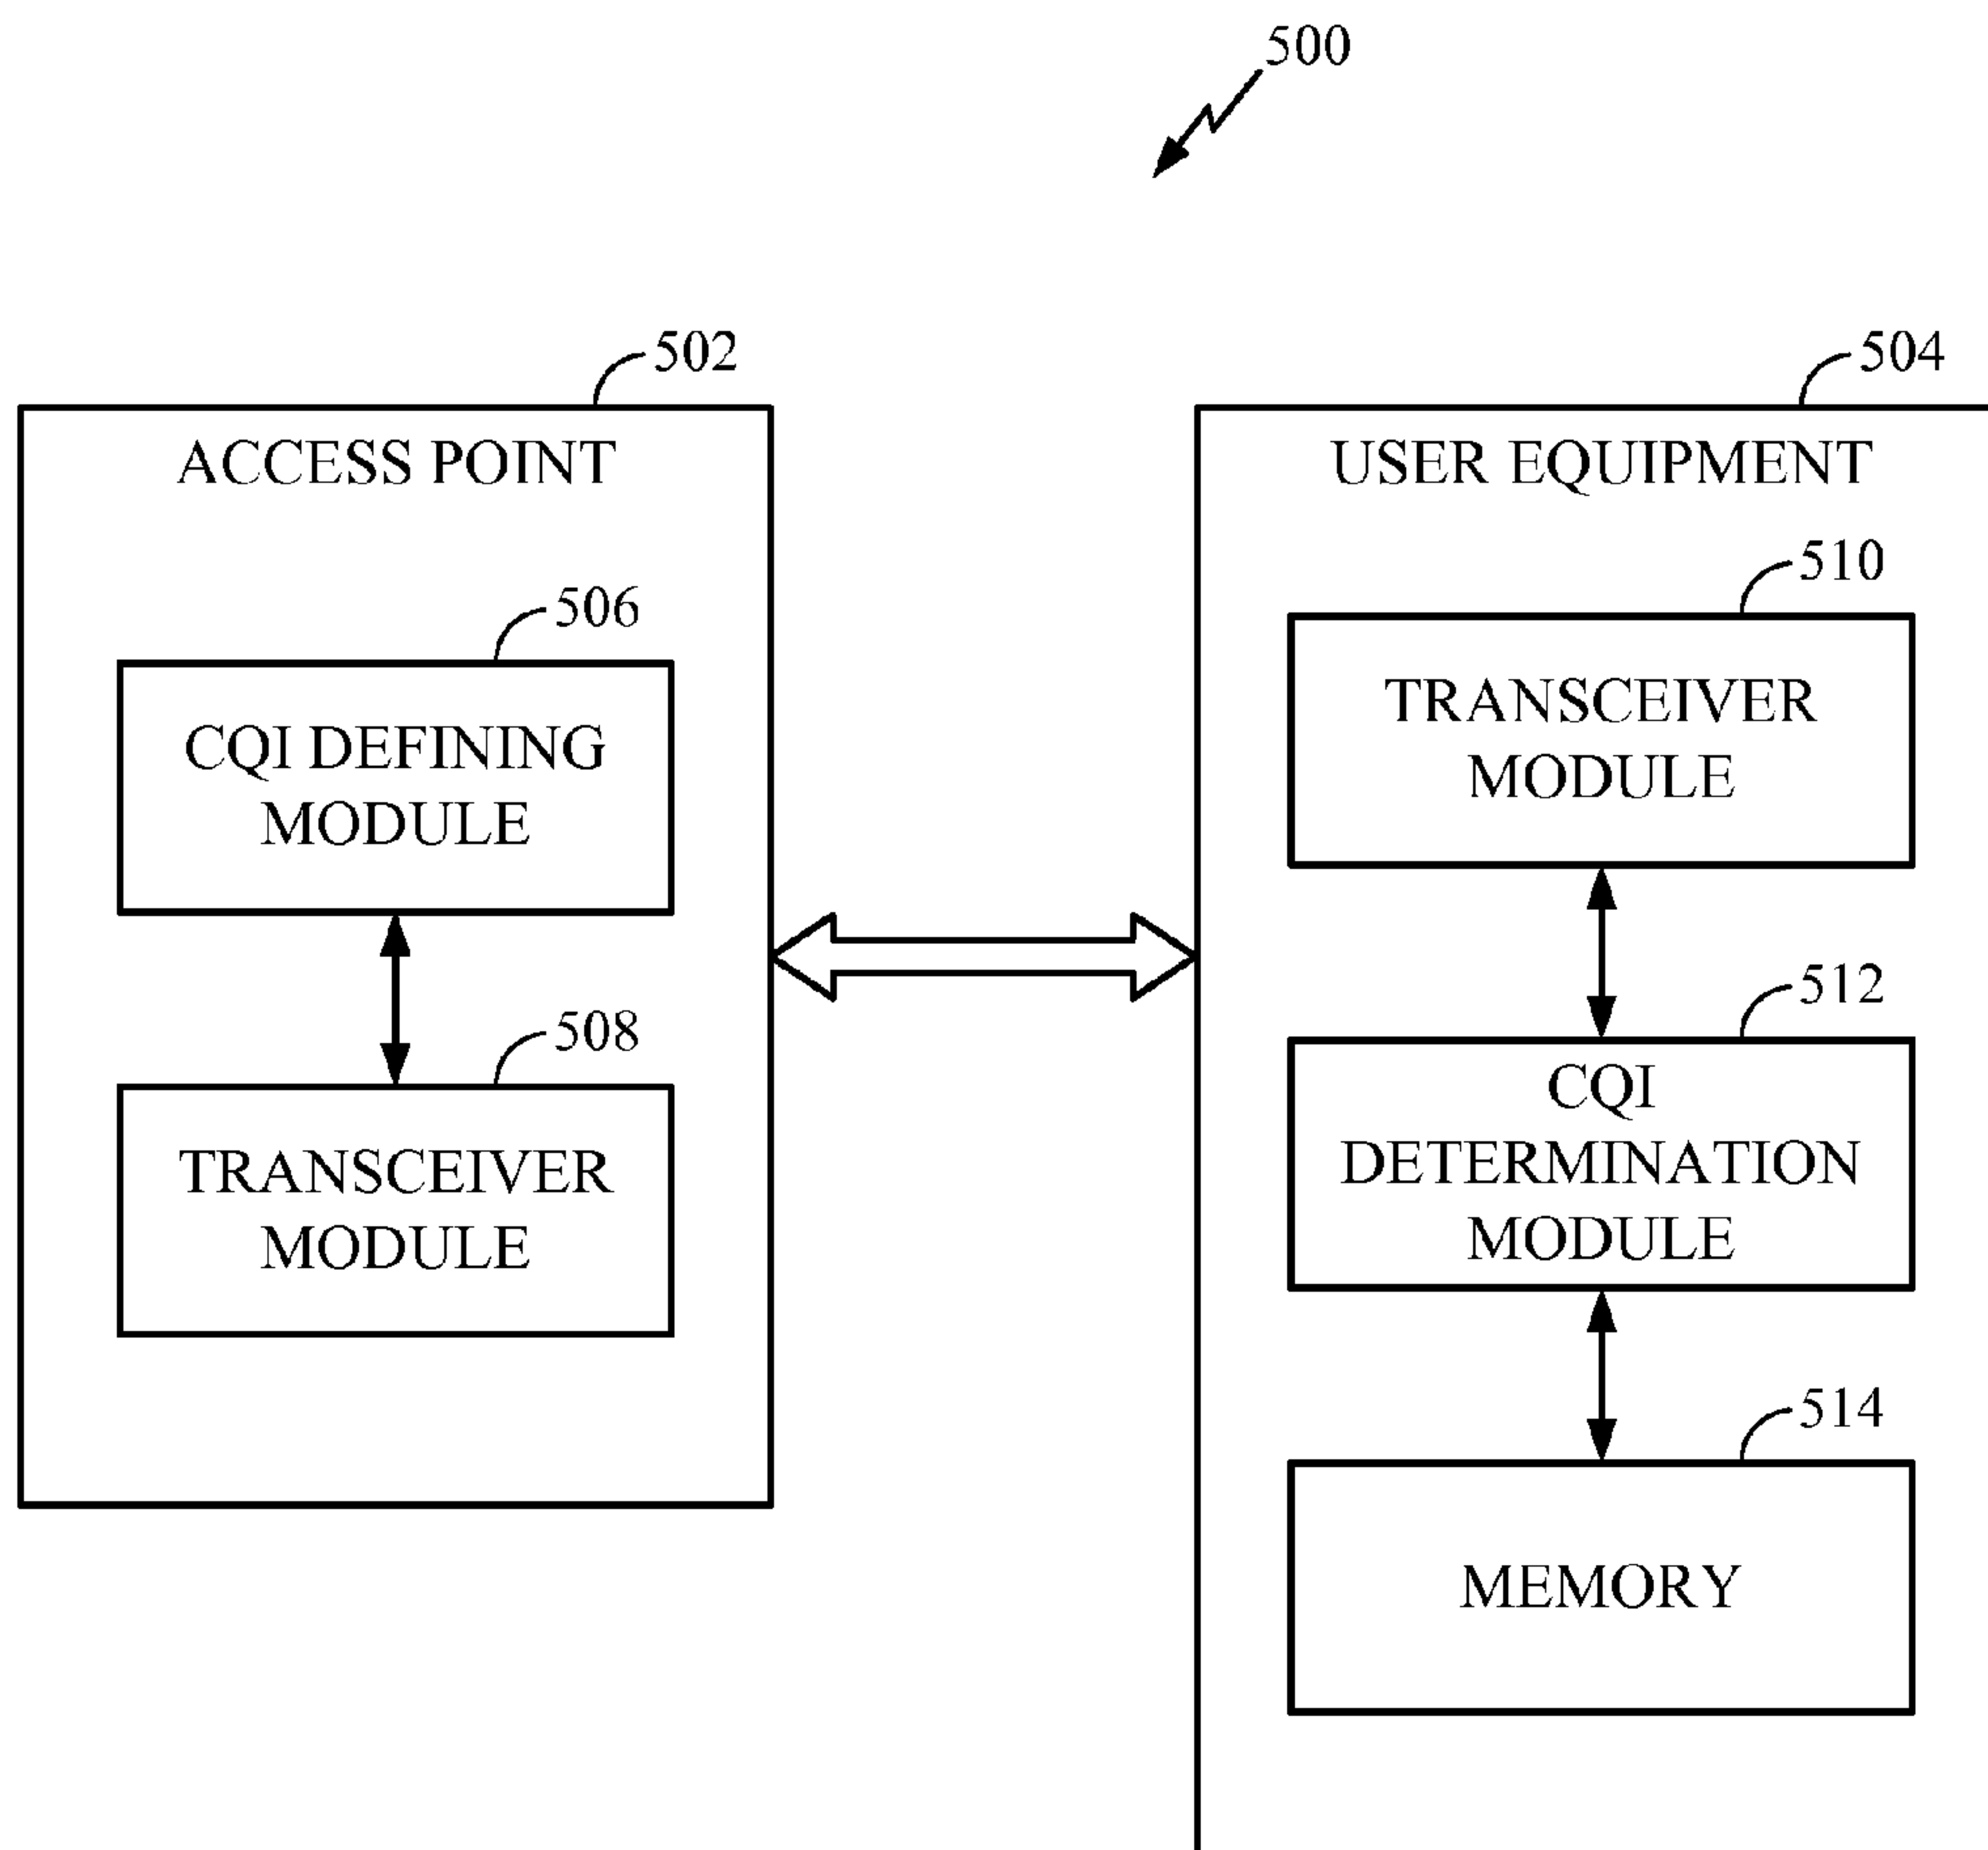 500
502
ACCESS POINT
506
CQI DEFINING
MODULE
508
TRANSCEIVER
MODULE
504
USER EQUIPMENT
510
TRANSCEIVER
MODULE
512
CQI
DETERMINATION
MODULE
514
MEMORY